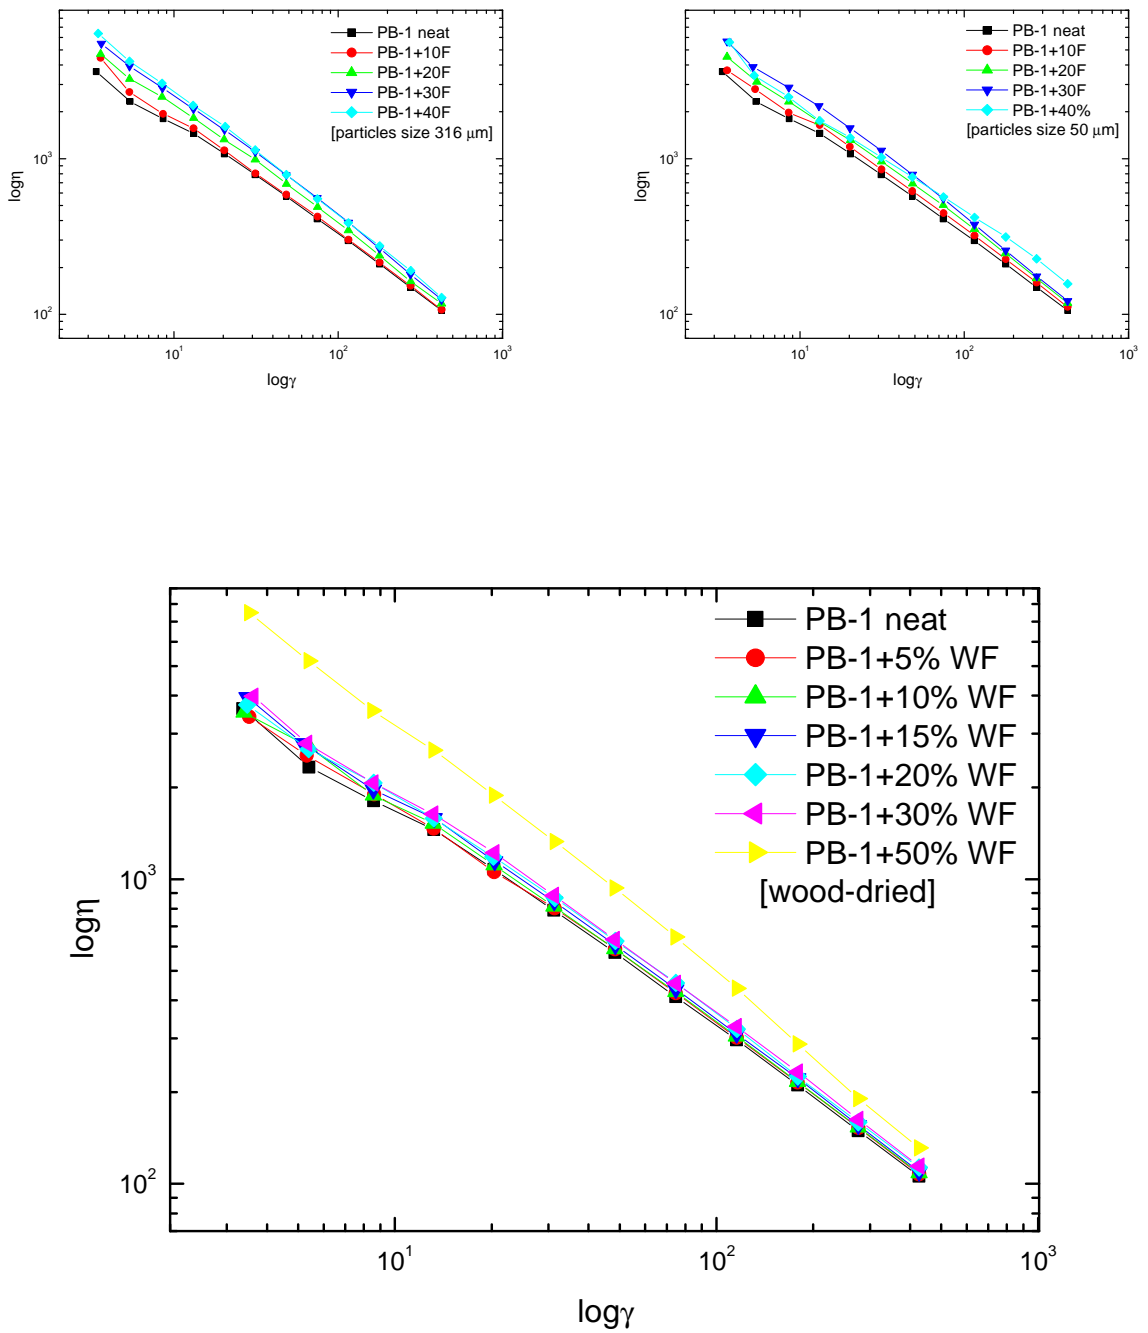 PB-1 neat
PB-1+10F
PB-1+20F
PB-1+30F
PB-1+40F
[particles size 316 μm]
10³
10²
logη
10¹ 10² 10³
logγ
PB-1 neat
PB-1+10F
PB-1+20F
PB-1+30F
PB-1+40%
[particles size 50 μm]
10³
10²
logη
10¹ 10² 10³
logγ
PB-1 neat
PB-1+5% WF
PB-1+10% WF
PB-1+15% WF
PB-1+20% WF
PB-1+30% WF
PB-1+50% WF
[wood-dried]
10³
10²
logη
10¹ 10² 10³
logγ